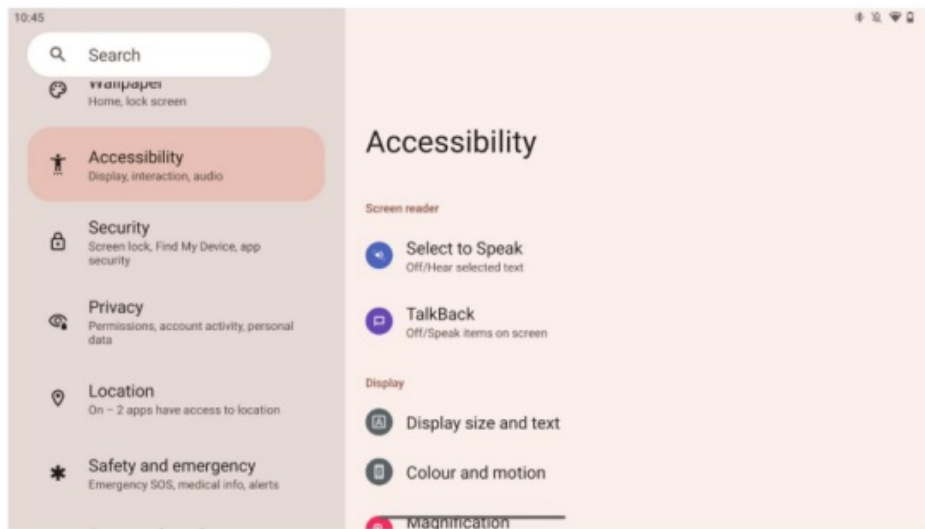 10:45
Search
Wallpaper
Home, lock screen
Accessibility
Display, interaction, audio
Security
Screen lock, Find My Device, app
security
Privacy
Permissions, account activity, personal
data
Location
On – 2 apps have access to location
Safety and emergency
Emergency SOS, medical info, alerts
Accessibility
Screen reader
Select to Speak
Off/Hear selected text
TalkBack
Off/Speak items on screen
Display
Display size and text
Colour and motion
Magnification